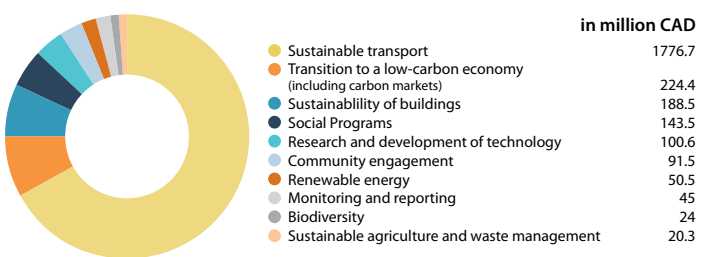 in million CAD
Sustainable transport 1776.7
Transition to a low-carbon economy
(including carbon markets) 224.4
Sustainablility of buildings 188.5
Social Programs 143.5
Research and development of technology 100.6
Community engagement 91.5
Renewable energy 50.5
Monitoring and reporting 45
Biodiversity 24
Sustainable agriculture and waste management 20.3